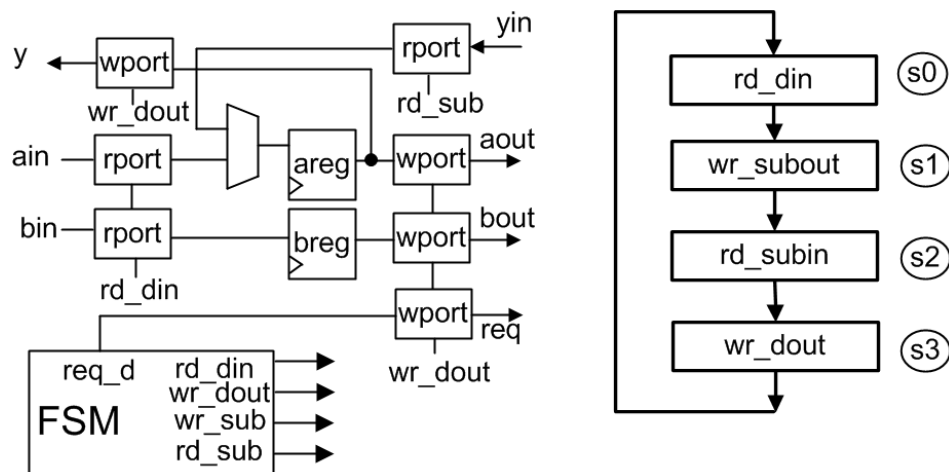 y
wport
wr_dout
rport
yin
rd_sub
ain
rport
areg
wport
aout
bin
rport
breg
wport
bout
rd_din
wport
req
wr_dout
req_d
FSM
rd_din
wr_dout
wr_sub
rd_sub
rd_din
s0
wr_subout
s1
rd_subin
s2
wr_dout
s3